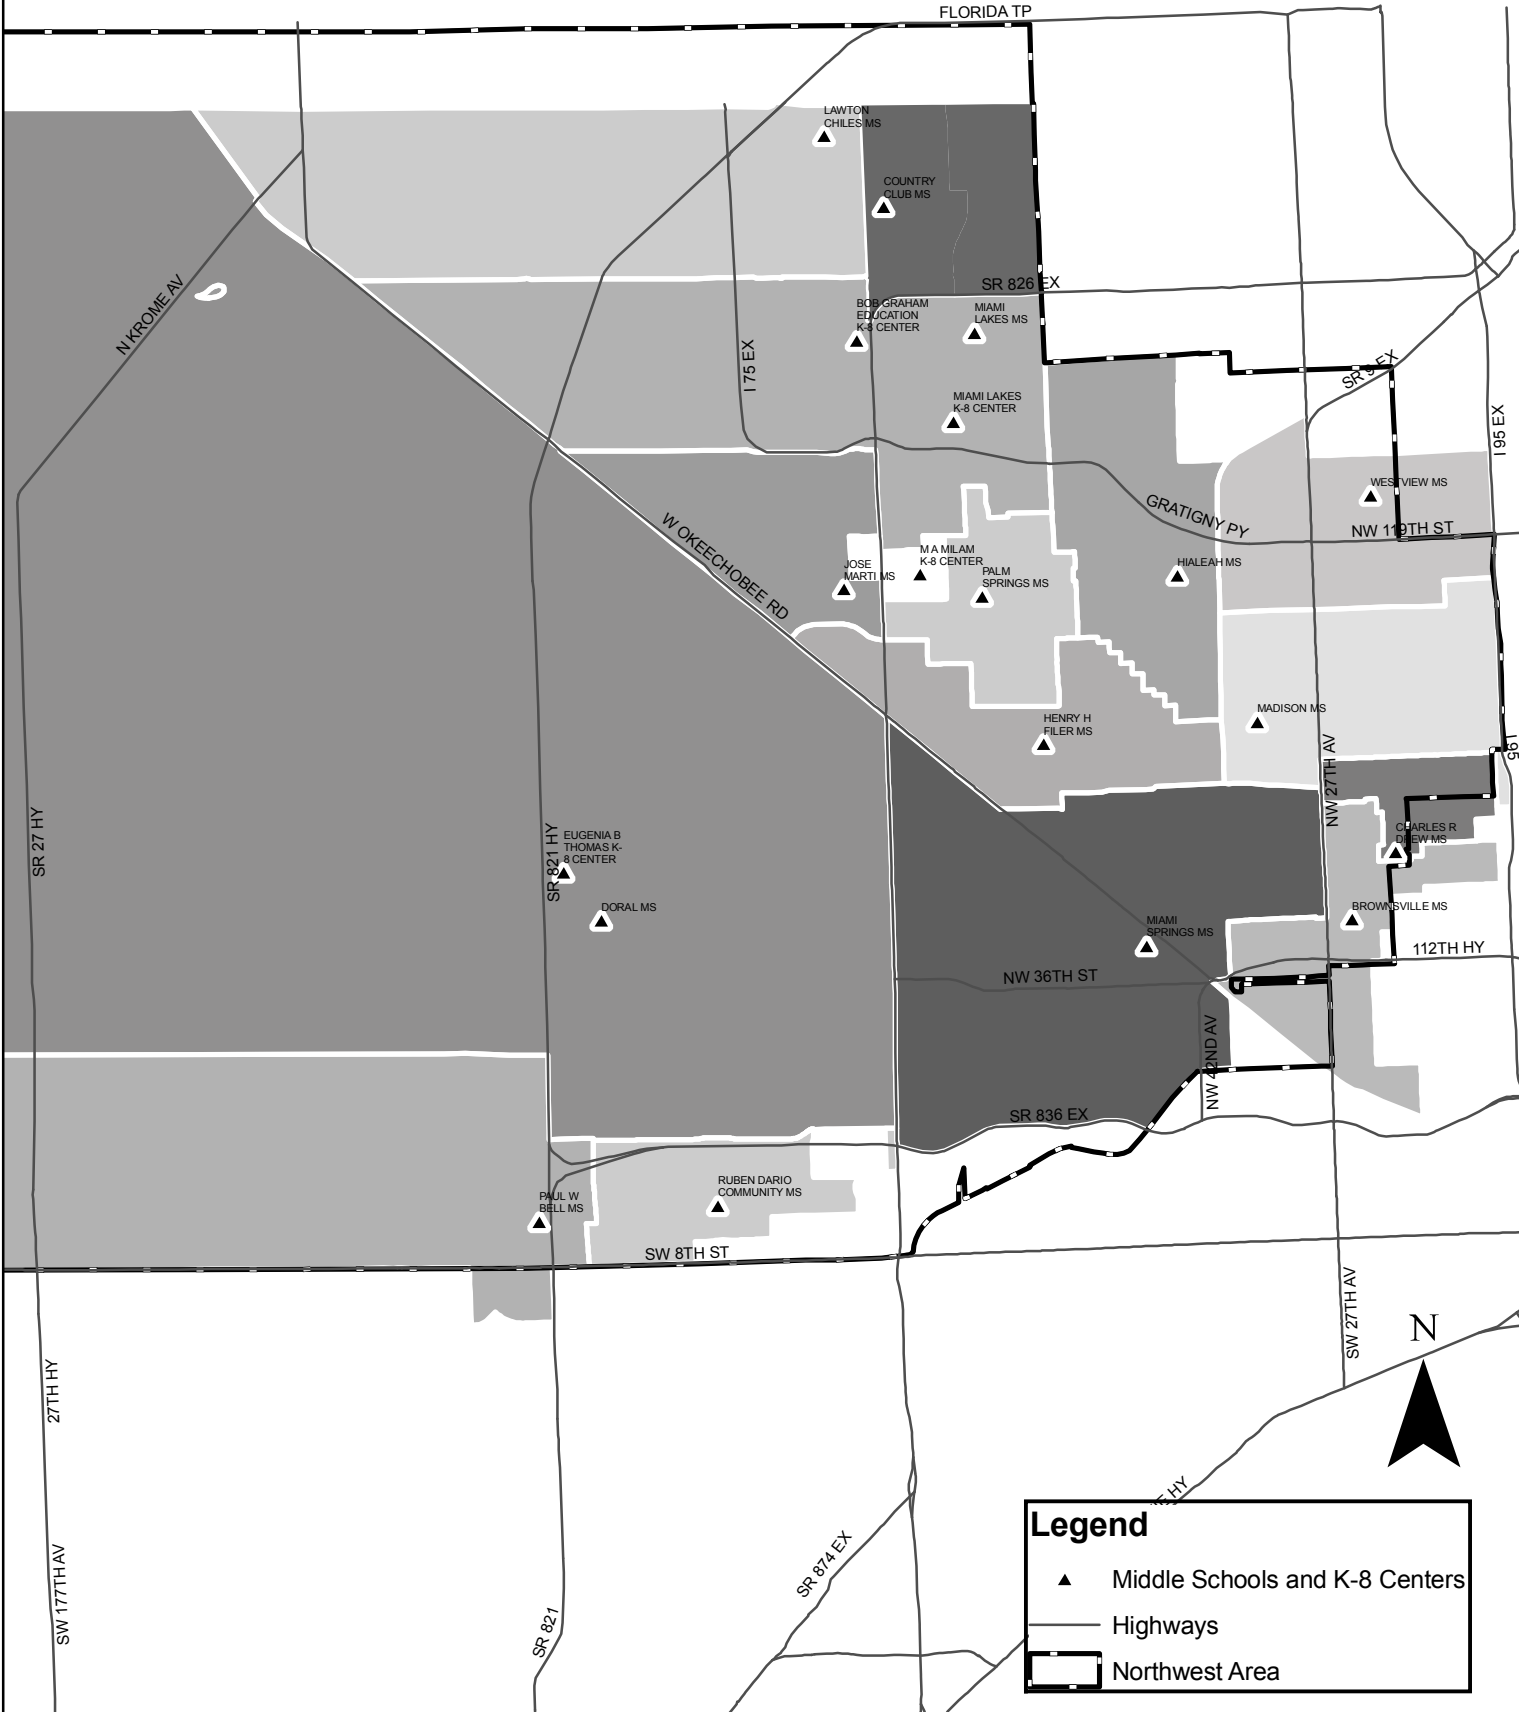 FLORIDA TP
LAWTON
CHILES MS
COUNTRY
CLUB MS
N KROME AV
SR 826 EX
BOB GRAHAM
EDUCATION
K-8 CENTER
MIAMI
LAKES MS
I 75 EX
SR 9 EX
MIAMI LAKES
K-8 CENTER
I 95 EX
WESTVIEW MS
GRATIGNY PY
NW 119TH ST
W OKEECHOBEE RD
JOSE
MARTI MS
M A MILAM
K-8 CENTER
PALM
SPRINGS MS
HIALEAH MS
HENRY H
FILER MS
MADISON MS
I 95
NW 27TH AV
SR 27 HY
SR 821 HY
EUGENIA B
THOMAS K-
8 CENTER
CHARLES R
DREW MS
DORAL MS
MIAMI
SPRINGS MS
BROWNSVILLE MS
112TH HY
NW 36TH ST
NW 42ND AV
SR 836 EX
PAUL W
BELL MS
RUBEN DARIO
COMMUNITY MS
SW 8TH ST
SW 27TH AV
N
27TH HY
HY
SR 874 EX
SW 177TH AV
SR 821
Legend
Middle Schools and K-8 Centers
Highways
Northwest Area